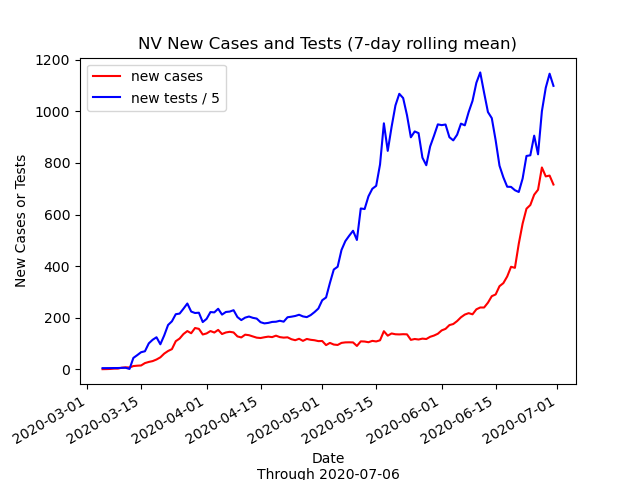 NV New Cases and Tests (7-day rolling mean)
new cases
new tests / 5
New Cases or Tests
1200
1000
800
600
400
200
0
2020-03-01
2020-03-15
2020-04-01
2020-04-15
2020-05-01
2020-05-15
2020-06-01
2020-06-15
2020-07-01
Date
Through 2020-07-06